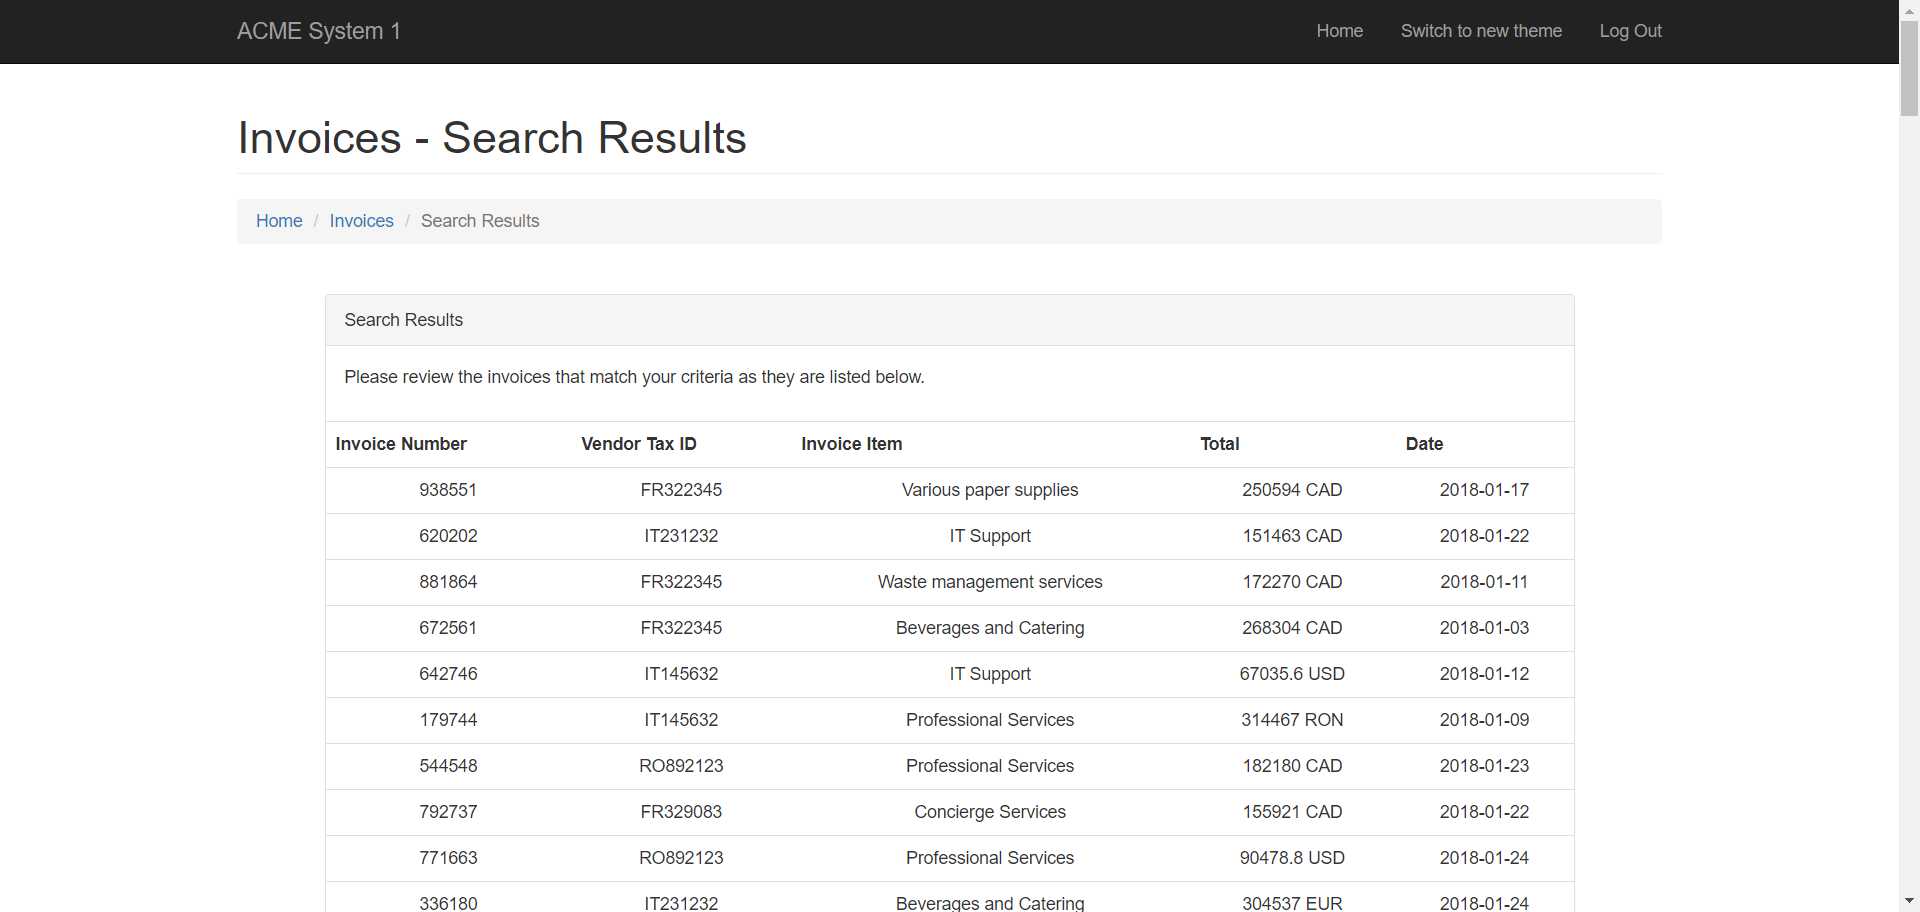 ACME System 1 Home Switch to new theme Log Out
Invoices - Search Results
Home / Invoices / Search Results
Search Results
Please review the invoices that match your criteria as they are listed below.
Invoice Number Vendor Tax ID Invoice Item Total Date
938551 FR322345 Various paper supplies 250594 CAD 2018-01-17
620202 IT231232 IT Support 151463 CAD 2018-01-22
881864 FR322345 Waste management services 172270 CAD 2018-01-11
672561 FR322345 Beverages and Catering 268304 CAD 2018-01-03
642746 IT145632 IT Support 67035.6 USD 2018-01-12
179744 IT145632 Professional Services 314467 RON 2018-01-09
544548 RO892123 Professional Services 182180 CAD 2018-01-23
792737 FR329083 Concierge Services 155921 CAD 2018-01-22
771663 RO892123 Professional Services 90478.8 USD 2018-01-24
336180 IT231232 Beverages and Catering 304537 EUR 2018-01-24